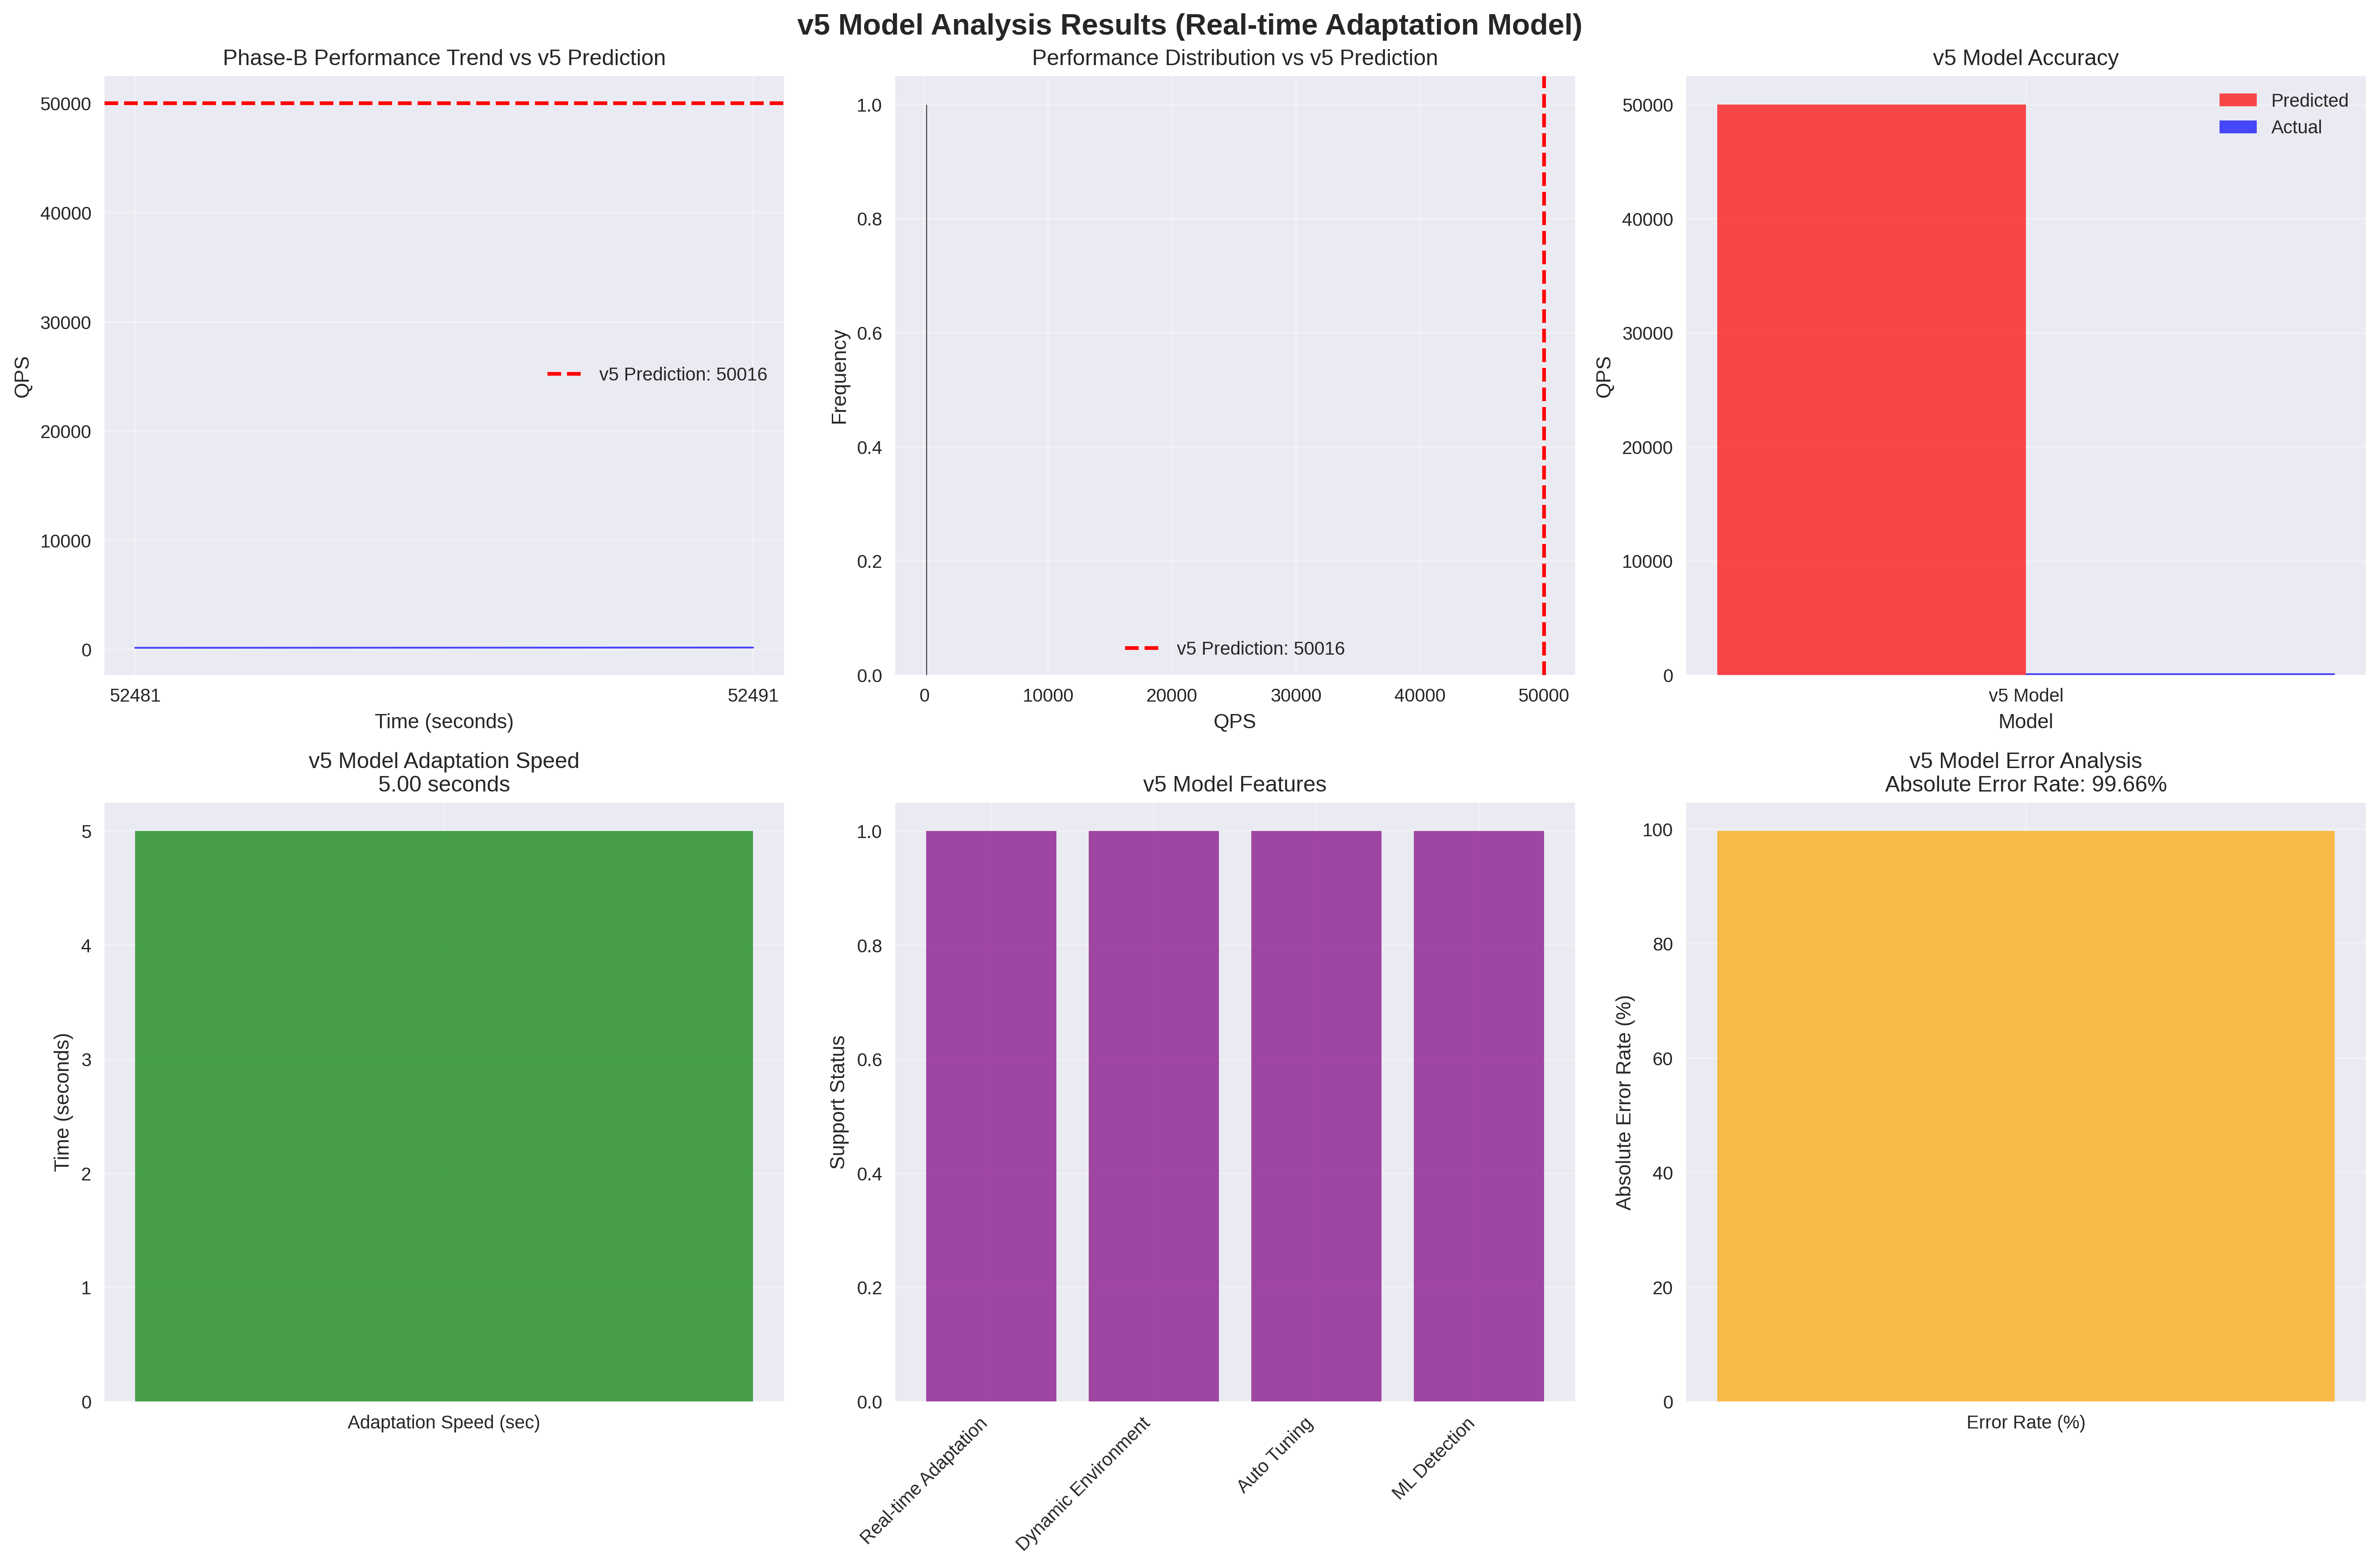 v5 Model Analysis Results (Real-time Adaptation Model)
Phase-B Performance Trend vs v5 Prediction
QPS
50000
40000
30000
20000
10000
0
v5 Prediction: 50016
52481
52491
Time (seconds)
Performance Distribution vs v5 Prediction
Frequency
1.0
0.8
0.6
0.4
0.2
0.0
v5 Prediction: 50016
0
10000
20000
30000
40000
50000
QPS
v5 Model Accuracy
QPS
50000
40000
30000
20000
10000
0
Predicted
Actual
v5 Model
Model
v5 Model Adaptation Speed
5.00 seconds
Time (seconds)
5
4
3
2
1
0
Adaptation Speed (sec)
v5 Model Features
Support Status
1.0
0.8
0.6
0.4
0.2
0.0
Real-time Adaptation
Dynamic Environment
Auto Tuning
ML Detection
v5 Model Error Analysis
Absolute Error Rate: 99.66%
Absolute Error Rate (%)
100
80
60
40
20
0
Error Rate (%)